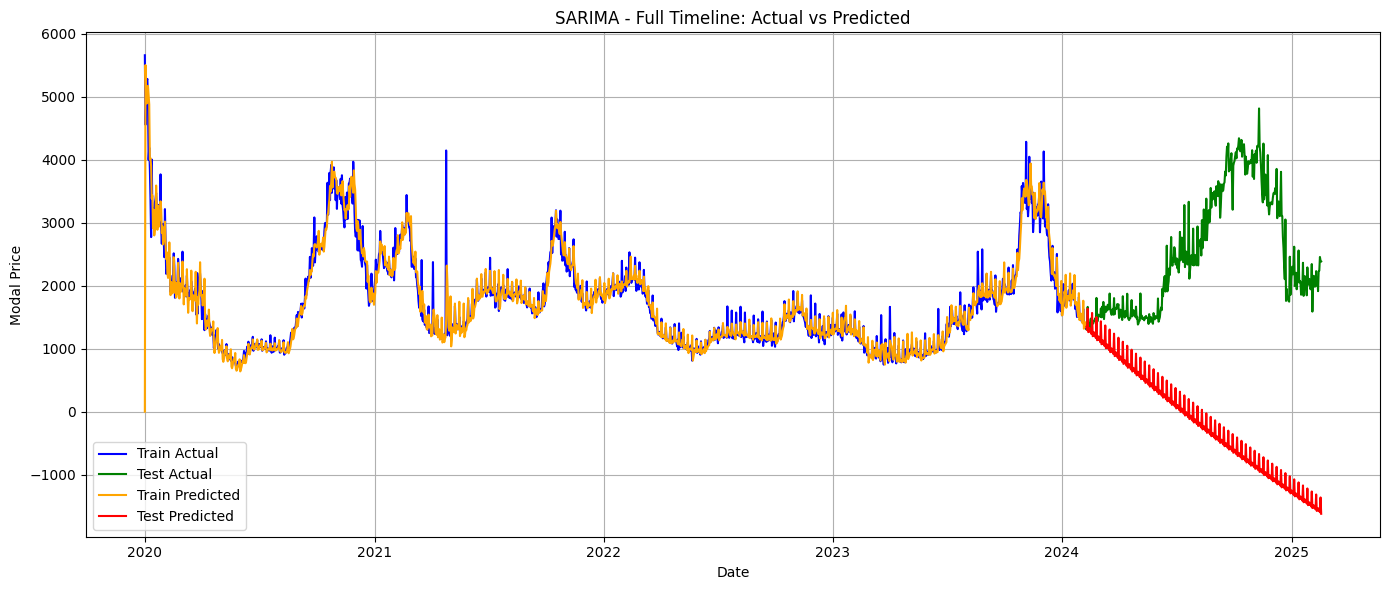 SARIMA - Full Timeline: Actual vs Predicted
Modal Price
6000
5000
4000
3000
2000
1000
0
−1000
Train Actual
Test Actual
Train Predicted
Test Predicted
2020
2021
2022
2023
2024
2025
Date